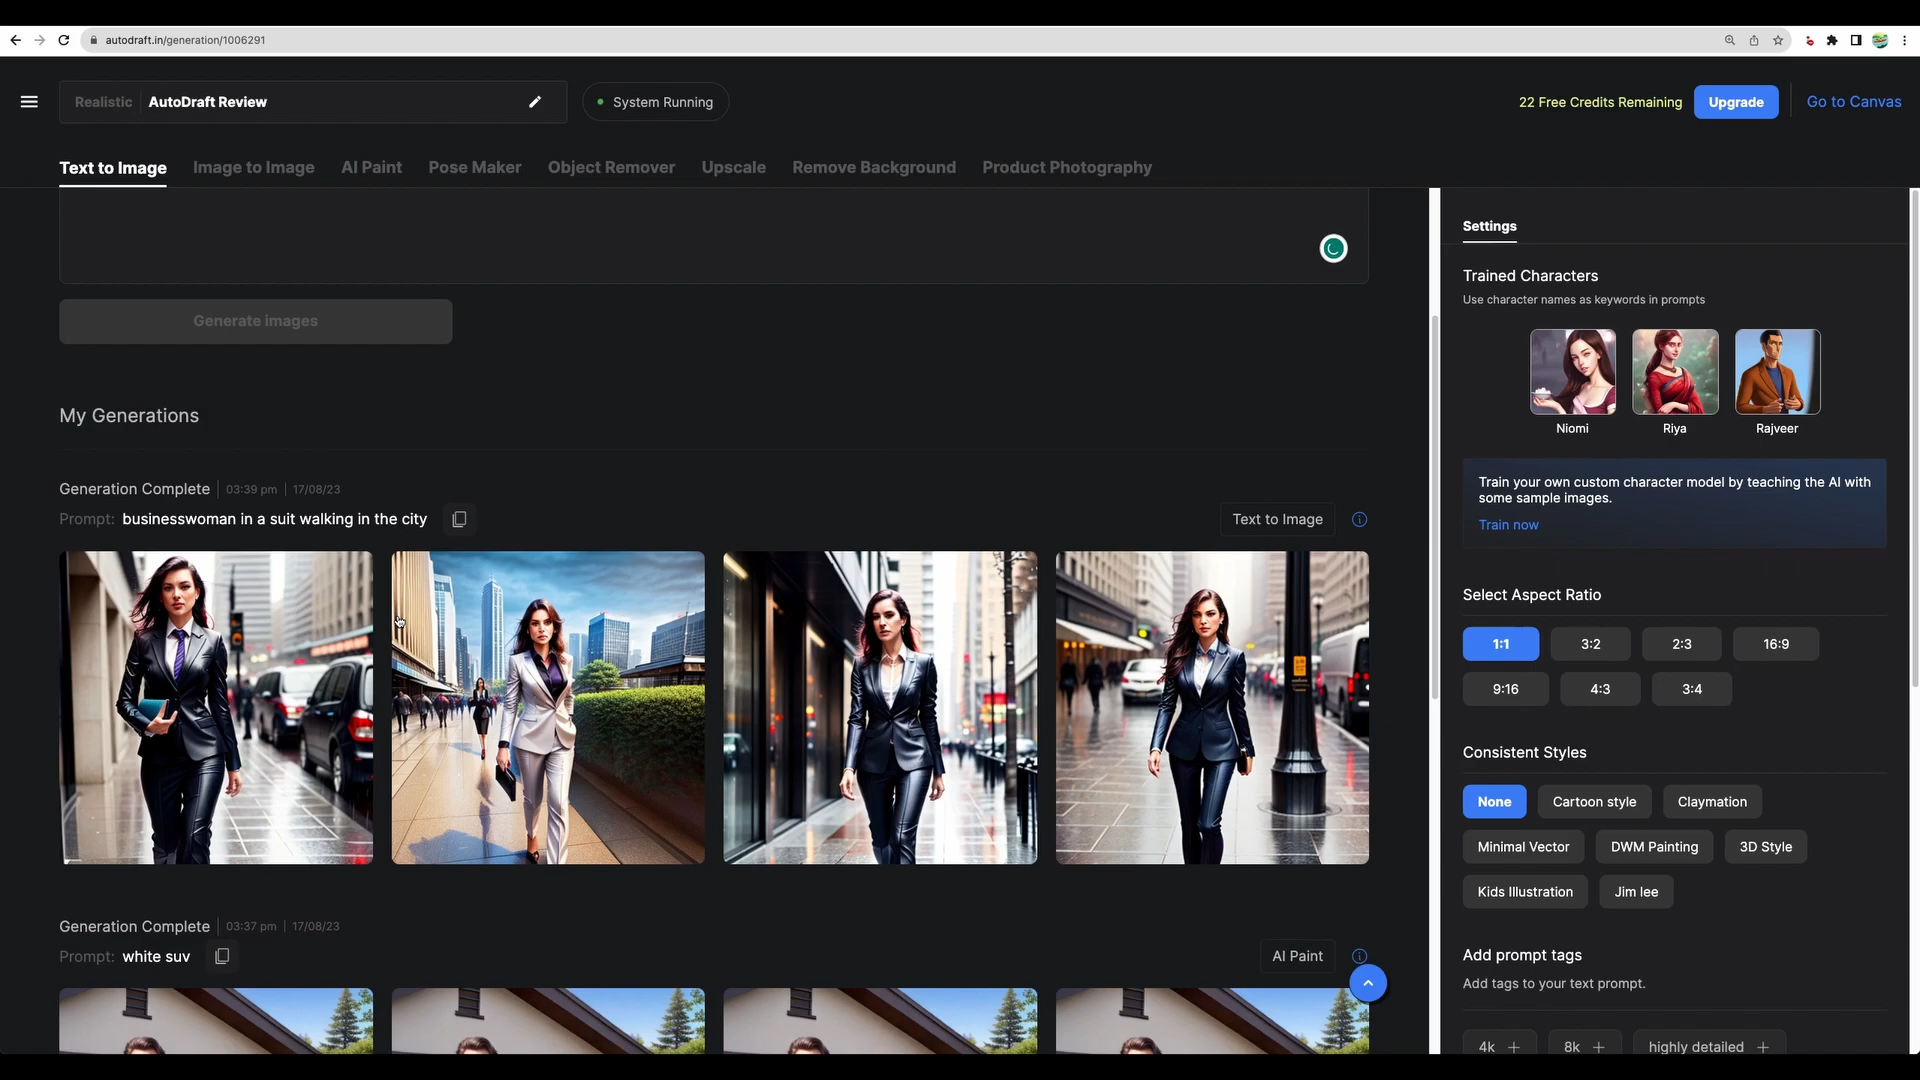 autodraft.in/generation/1006291
Realistic AutoDraft Review
System Running
22 Free Credits Remaining
Upgrade
Go to Canvas
Text to Image Image to Image AI Paint Pose Maker Object Remover Upscale Remove Background Product Photography
Generate images
My Generations
Generation Complete 03:39 pm 17/08/23
Prompt: businesswoman in a suit walking in the city
Text to Image
Generation Complete 03:37 pm 17/08/23
Prompt: white suv
AI Paint
Settings
Trained Characters
Use character names as keywords in prompts
Niomi Riya Rajveer
Train your own custom character model by teaching the AI with
some sample images.
Train now
Select Aspect Ratio
1:1 3:2 2:3 16:9
9:16 4:3 3:4
Consistent Styles
None Cartoon style Claymation
Minimal Vector DWM Painting 3D Style
Kids Illustration Jim lee
Add prompt tags
Add tags to your text prompt.
4k + 8k + highly detailed +